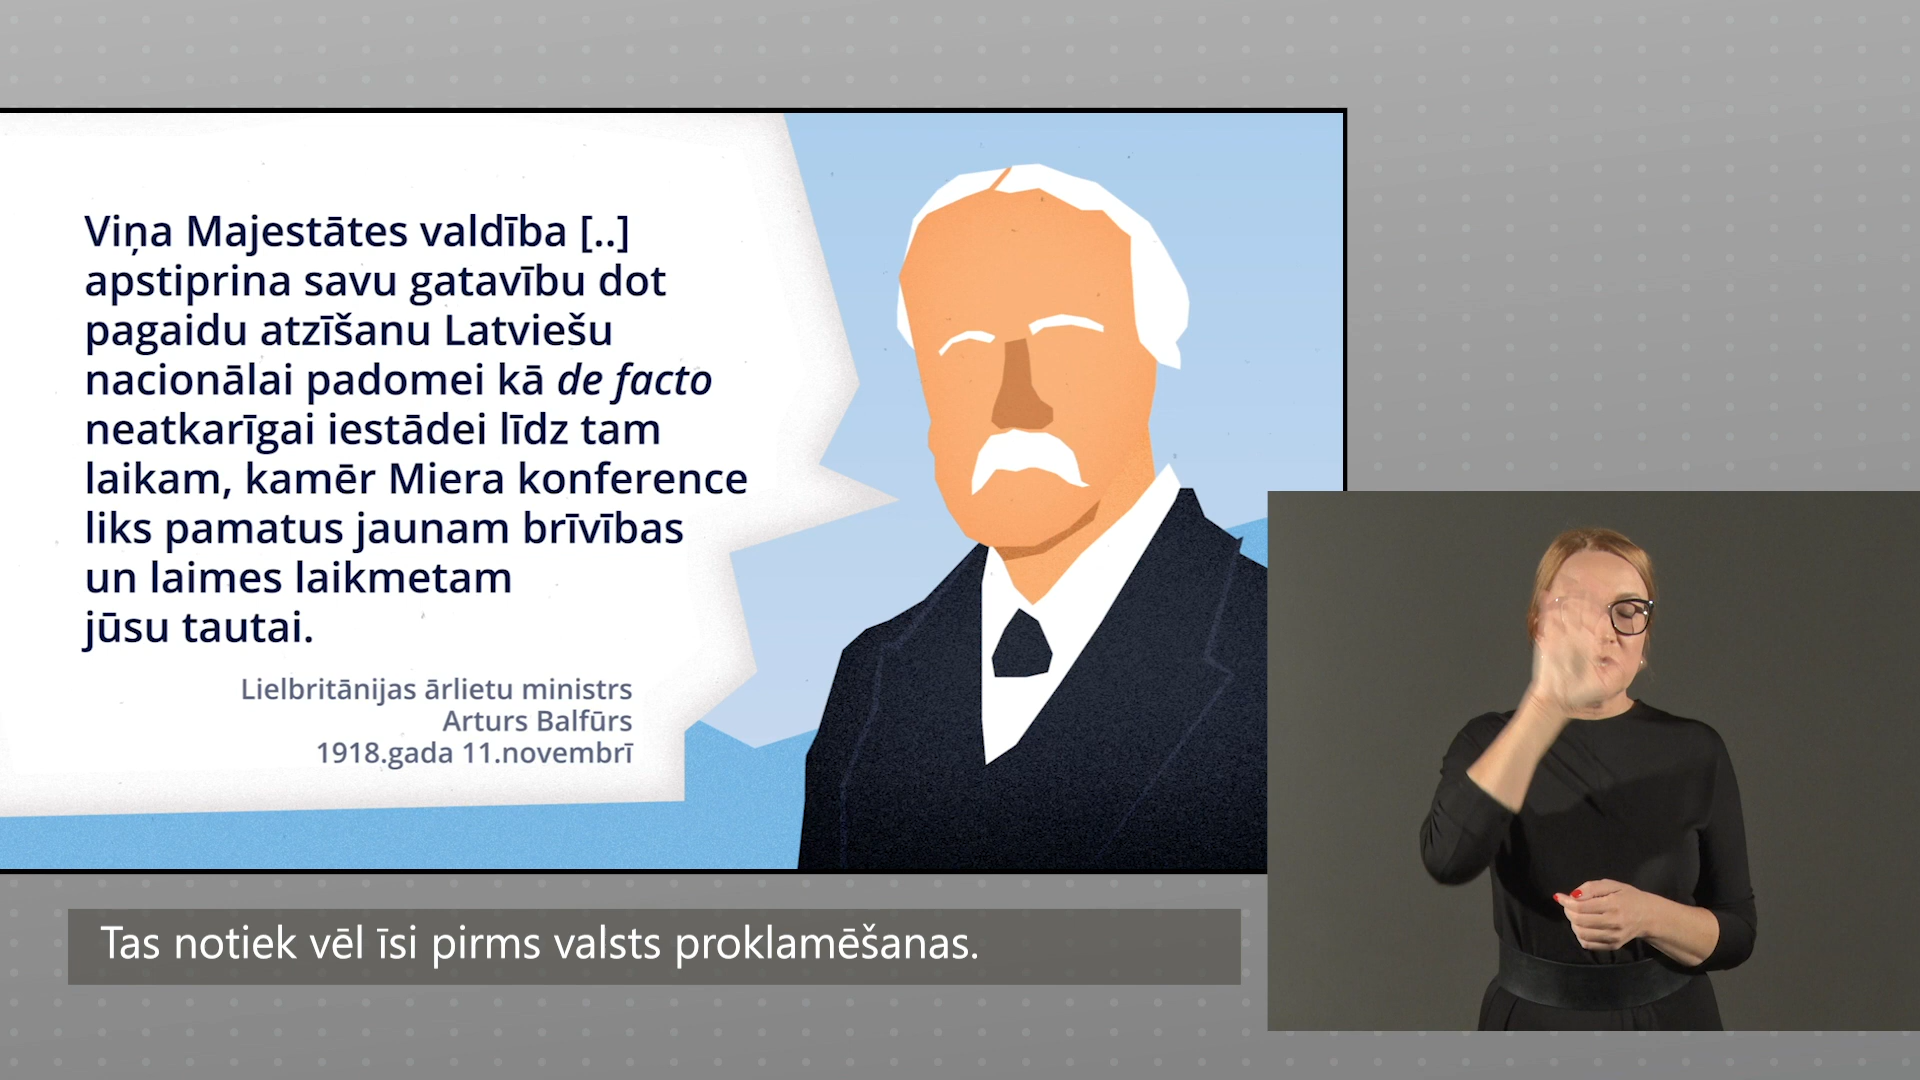 Viņa Majestātes valdība [..]
apstiprina savu gatavību dot
pagaidu atzīšanu Latviešu
nacionālai padomei kā de facto
neatkarīgai iestādei līdz tam
laikam, kamēr Miera konference
liks pamatus jaunam brīvības
un laimes laikmetam
jūsu tautai.
Lielbritānijas ārlietu ministrs
Arturs Balfūrs
1918.gada 11.novembrī
Tas notiek vēl īsi pirms valsts proklamēšanas.